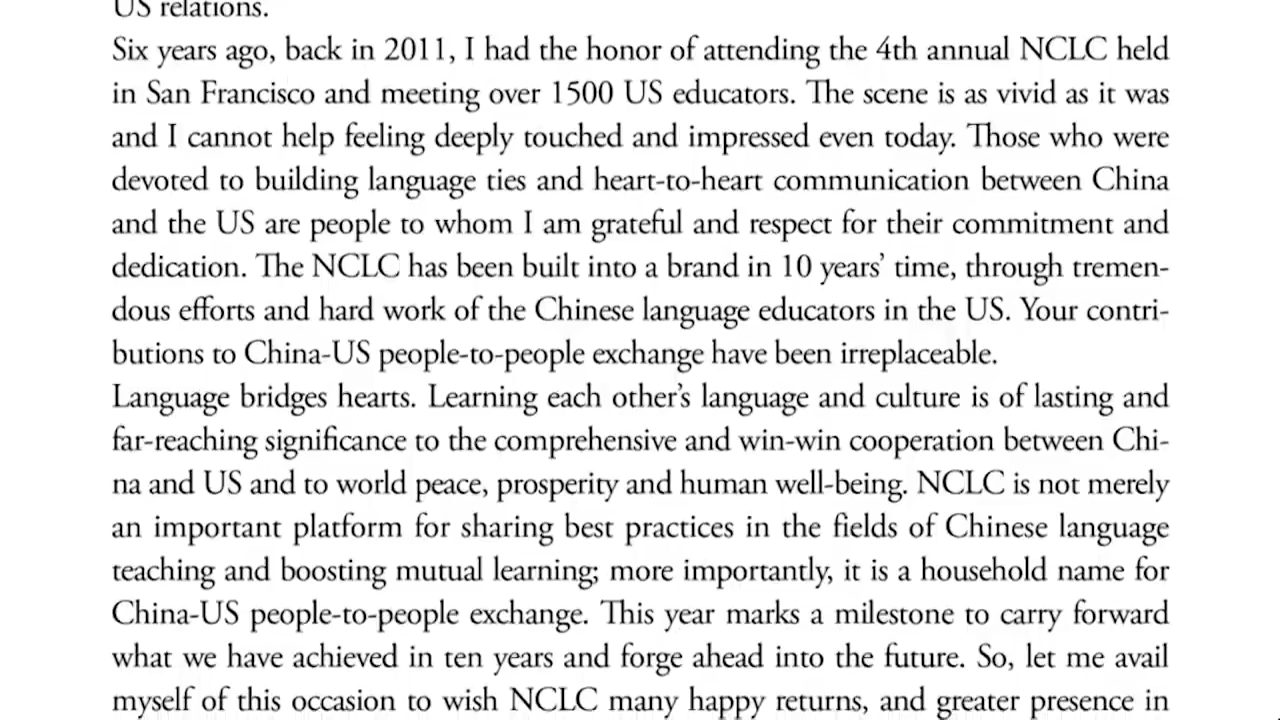 US relations.
Six years ago, back in 2011, I had the honor of attending the 4th annual NCLC held
in San Francisco and meeting over 1500 US educators. The scene is as vivid as it was
and I cannot help feeling deeply touched and impressed even today. Those who were
devoted to building language ties and heart-to-heart communication between China
and the US are people to whom I am grateful and respect for their commitment and
dedication. The NCLC has been built into a brand in 10 years’ time, through tremen-
dous efforts and hard work of the Chinese language educators in the US. Your contri-
butions to China-US people-to-people exchange have been irreplaceable.
Language bridges hearts. Learning each other’s language and culture is of lasting and
far-reaching significance to the comprehensive and win-win cooperation between Chi-
na and US and to world peace, prosperity and human well-being. NCLC is not merely
an important platform for sharing best practices in the fields of Chinese language
teaching and boosting mutual learning; more importantly, it is a household name for
China-US people-to-people exchange. This year marks a milestone to carry forward
what we have achieved in ten years and forge ahead into the future. So, let me avail
myself of this occasion to wish NCLC many happy returns, and greater presence in